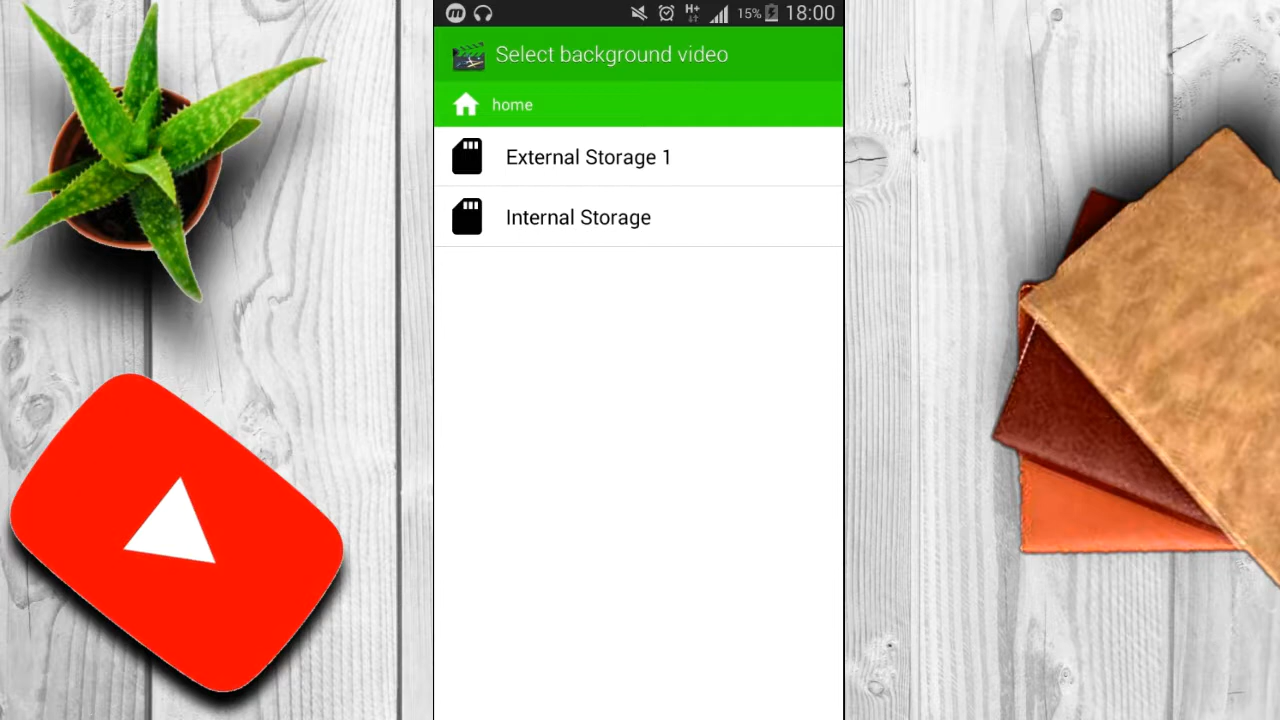 H+ 15% 18:00
Select background video
home
External Storage 1
Internal Storage